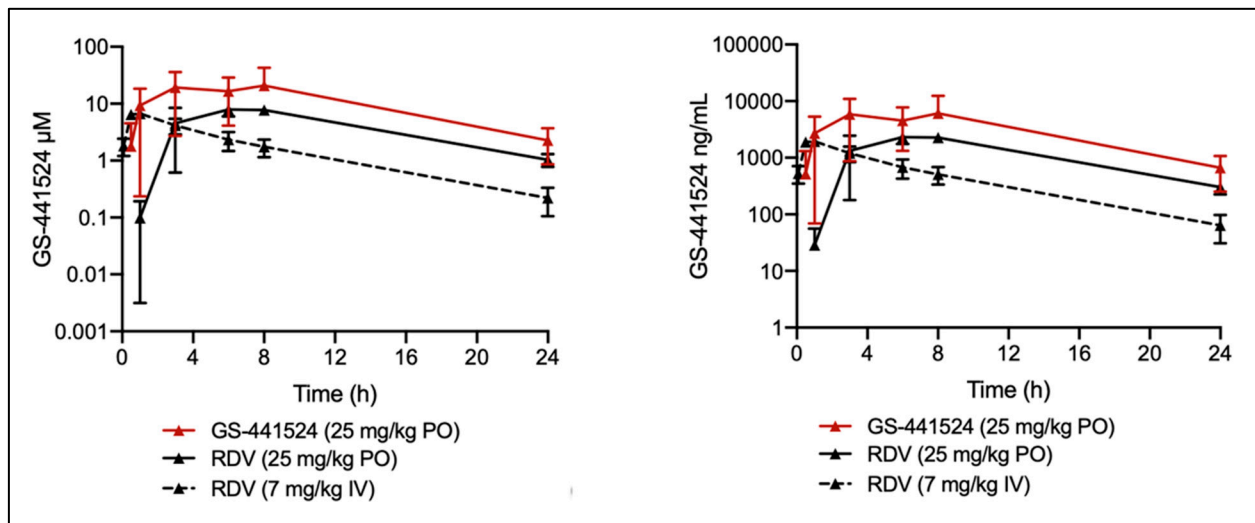 GS-441524 µM
100
10
1
0.1
0.01
0.001
0
4
8
12
16
20
24
Time (h)
GS-441524 (25 mg/kg PO)
RDV (25 mg/kg PO)
RDV (7 mg/kg IV)
GS-441524 ng/mL
100000
10000
1000
100
10
1
0
4
8
12
16
20
24
Time (h)
GS-441524 (25 mg/kg PO)
RDV (25 mg/kg PO)
RDV (7 mg/kg IV)